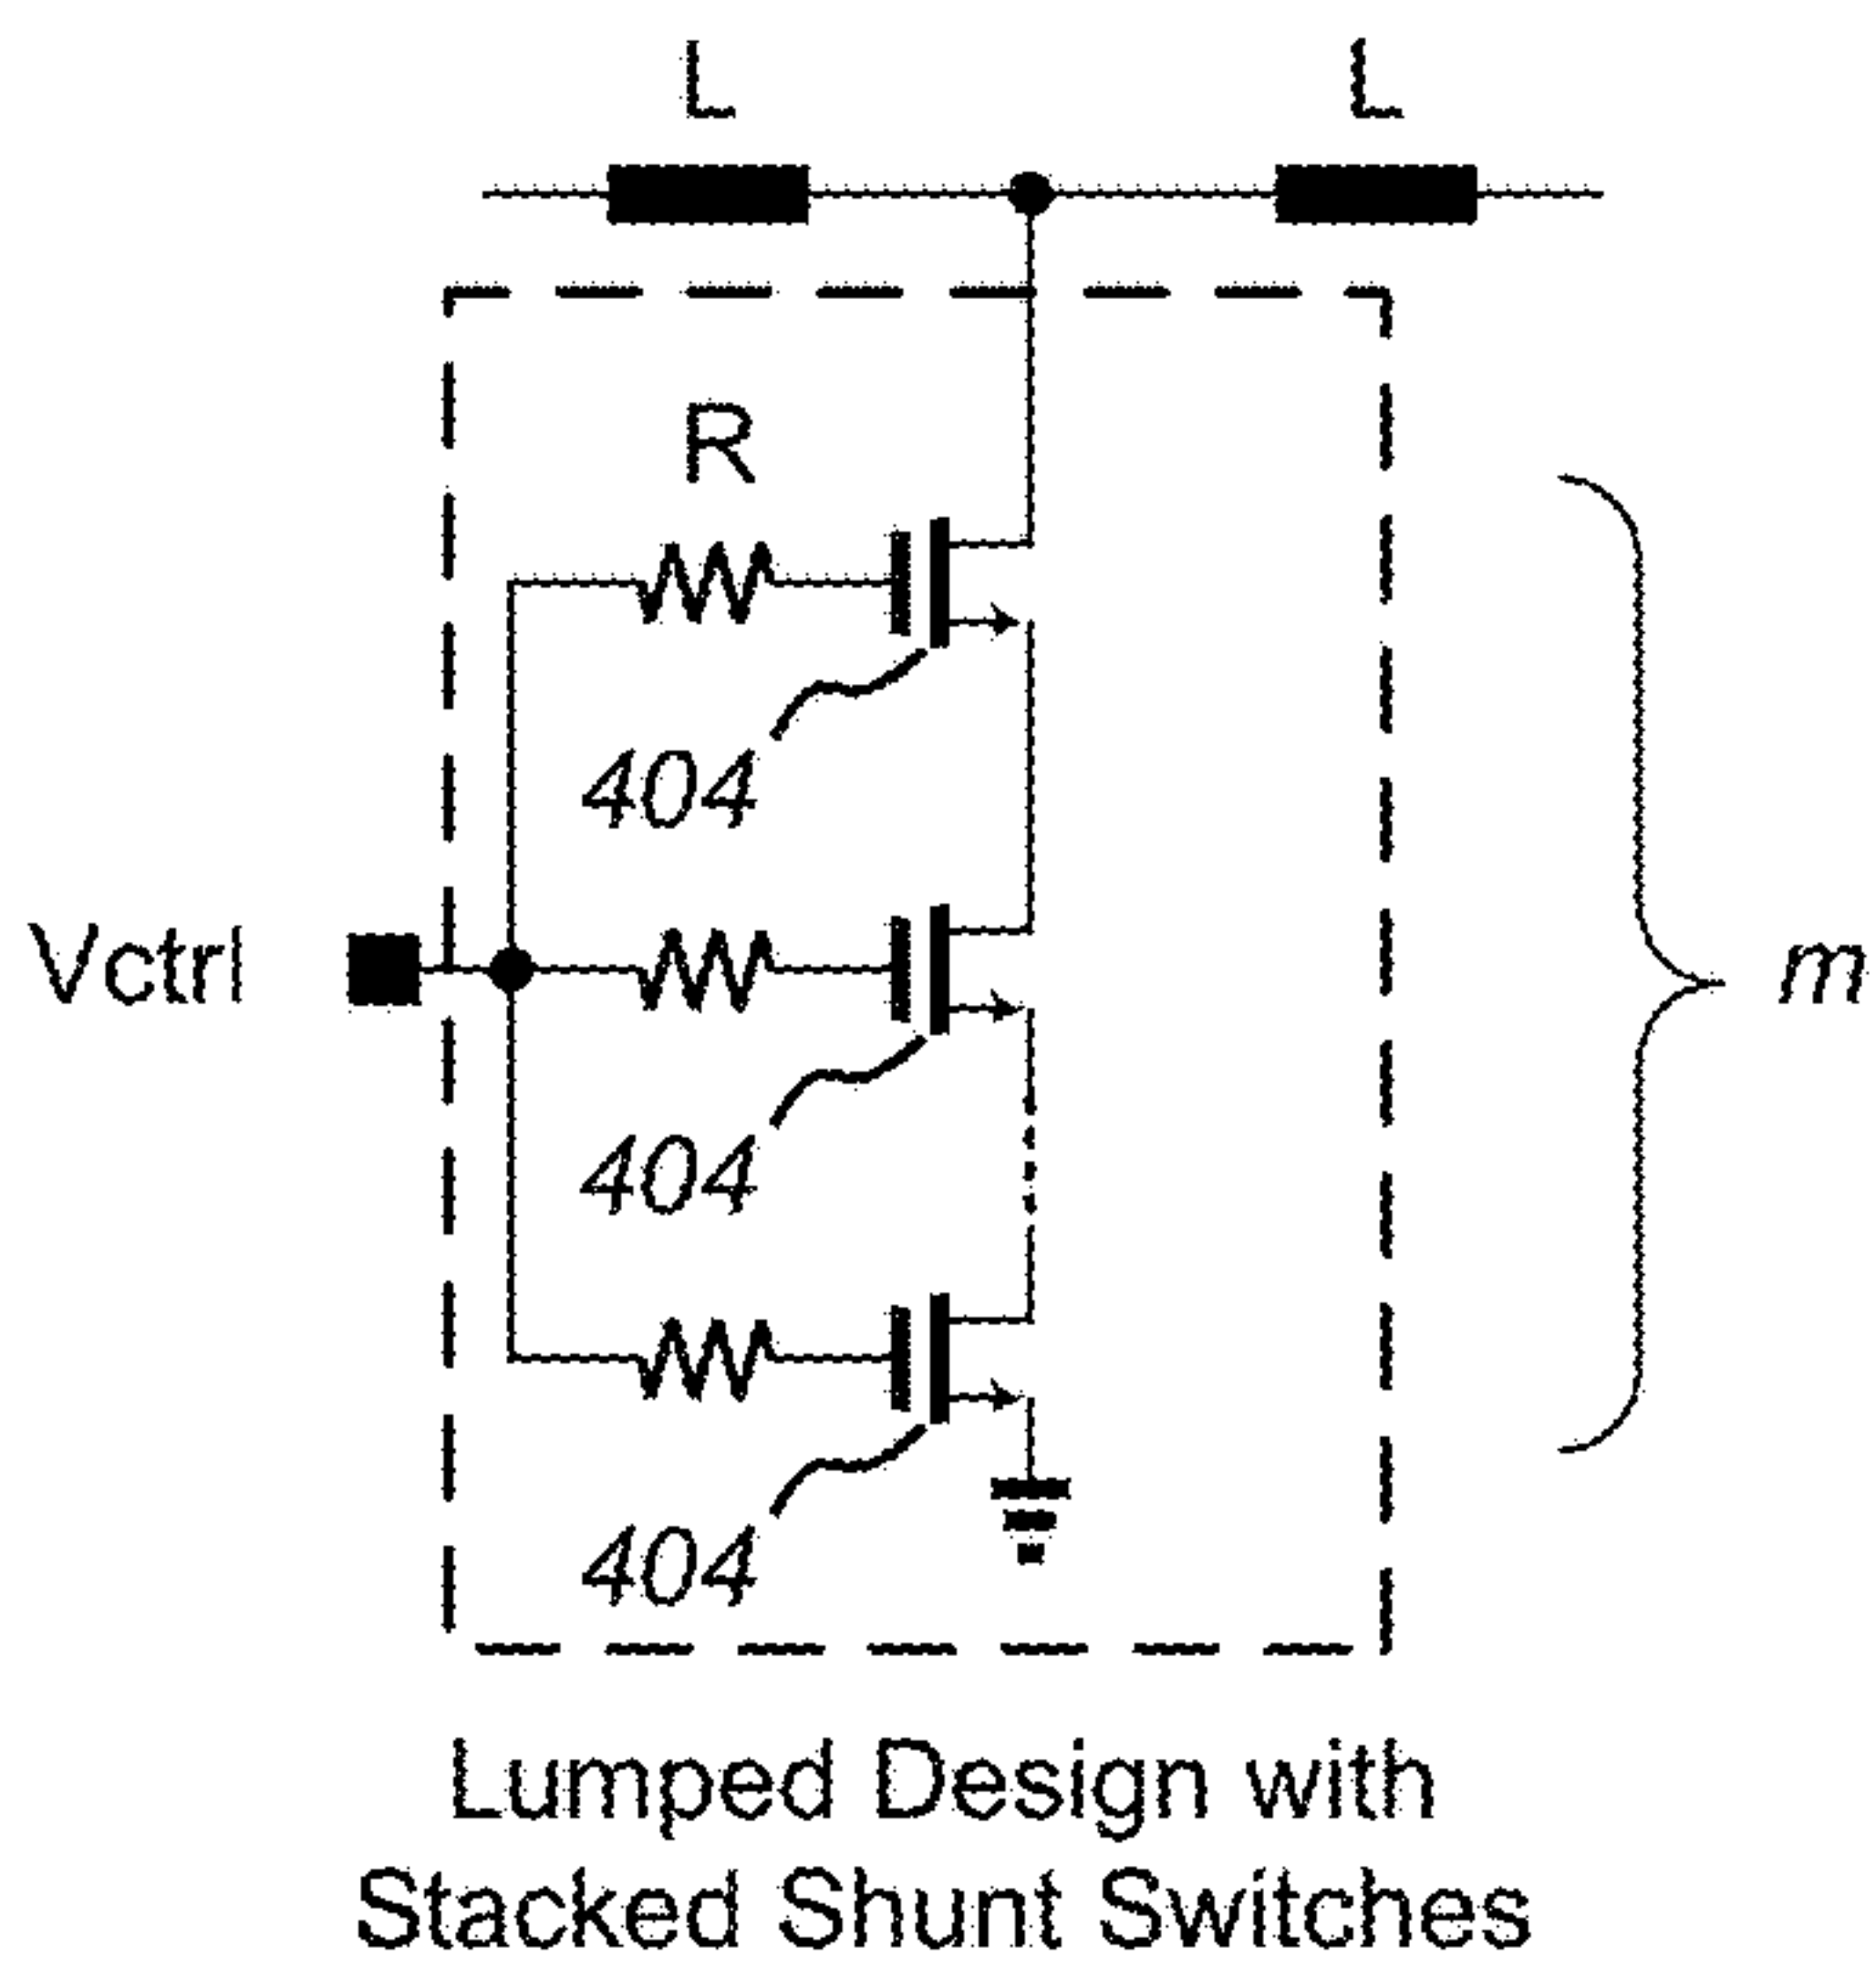 L L
R
404
Vctrl
m
404
404
Lumped Design with
Stacked Shunt Switches